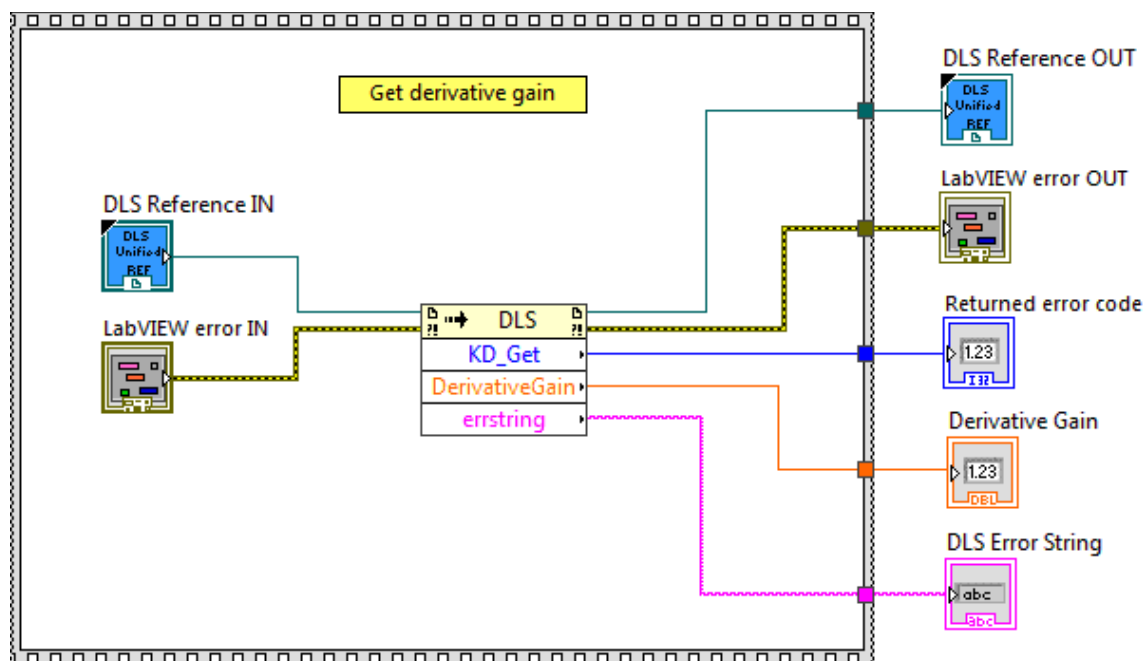 DLS Reference OUT
Get derivative gain
DLS
Unified
REF
LabVIEW error OUT
DLS Reference IN
DLS
Unified
REF
LabVIEW error IN
DLS
KD_Get
DerivativeGain
errstring
Returned error code
1.23
I32
Derivative Gain
1.23
DBL
DLS Error String
abc
abc